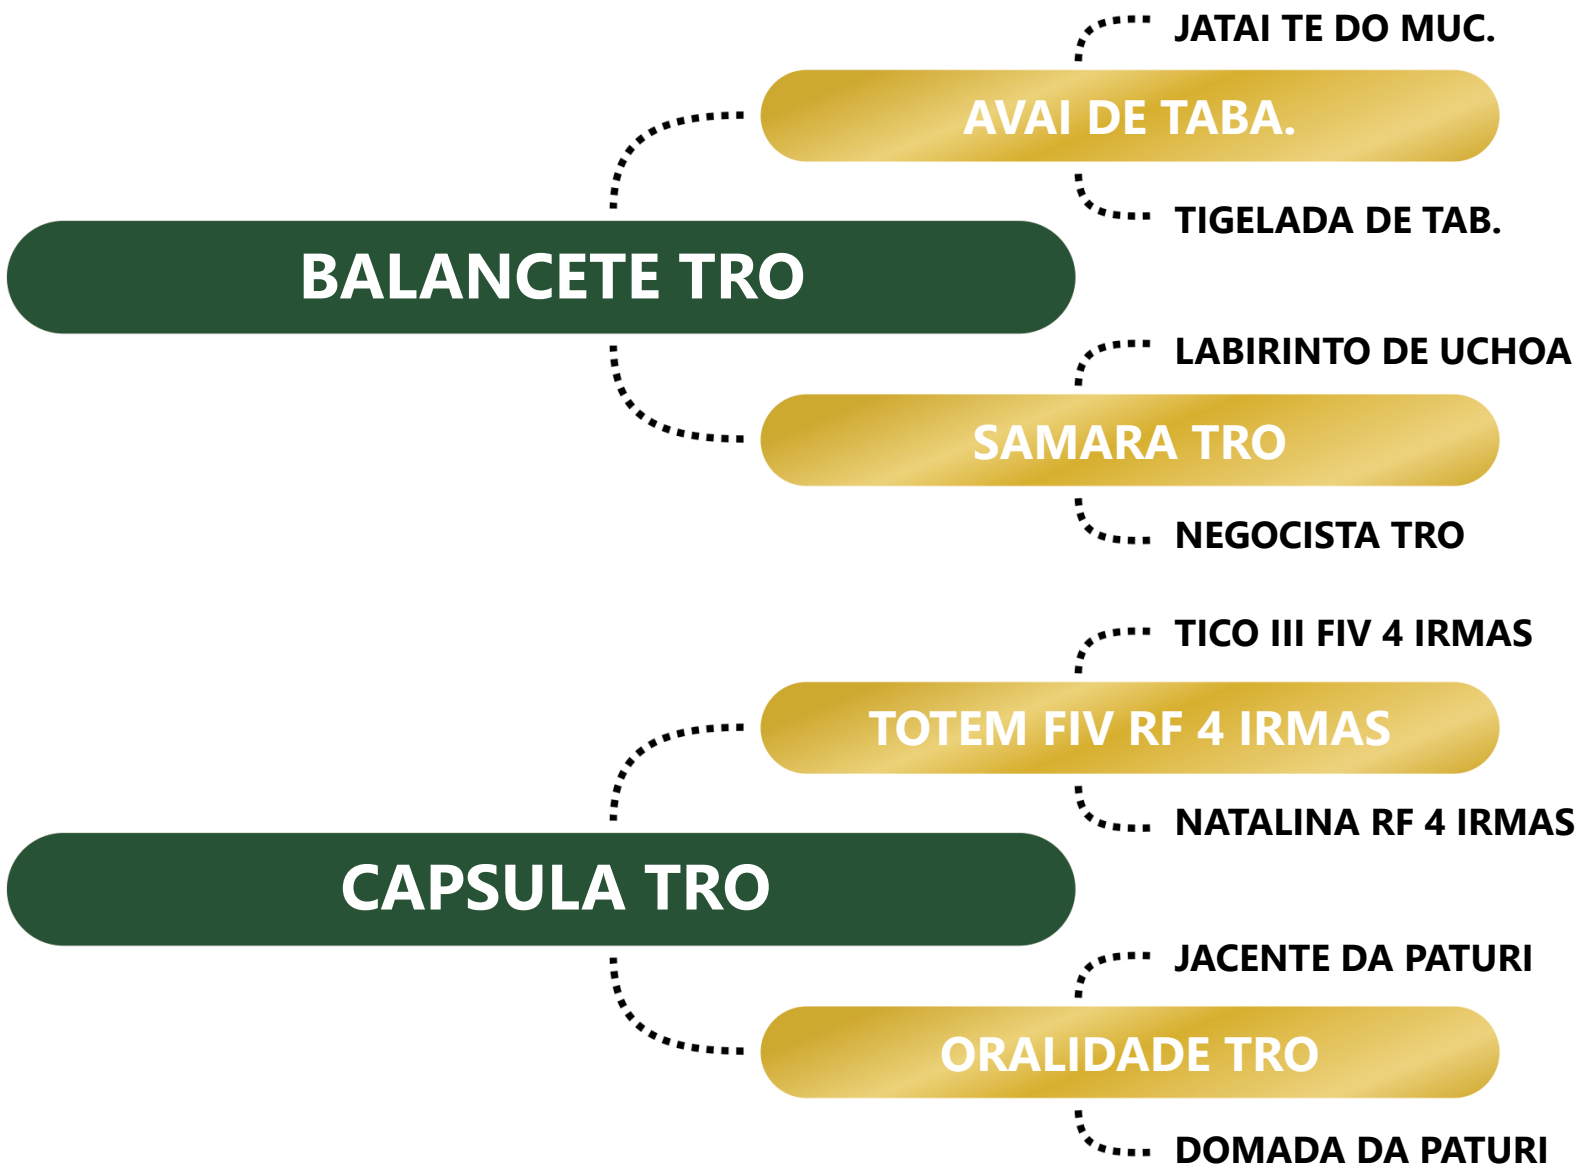 JATAI TE DO MUC.
AVAI DE TABA.
TIGELADA DE TAB.
BALANCETE TRO
LABIRINTO DE UCHOA
SAMARA TRO
NEGOCISTA TRO
TICO III FIV 4 IRMAS
TOTEM FIV RF 4 IRMAS
NATALINA RF 4 IRMAS
CAPSULA TRO
JACENTE DA PATURI
ORALIDADE TRO
DOMADA DA PATURI